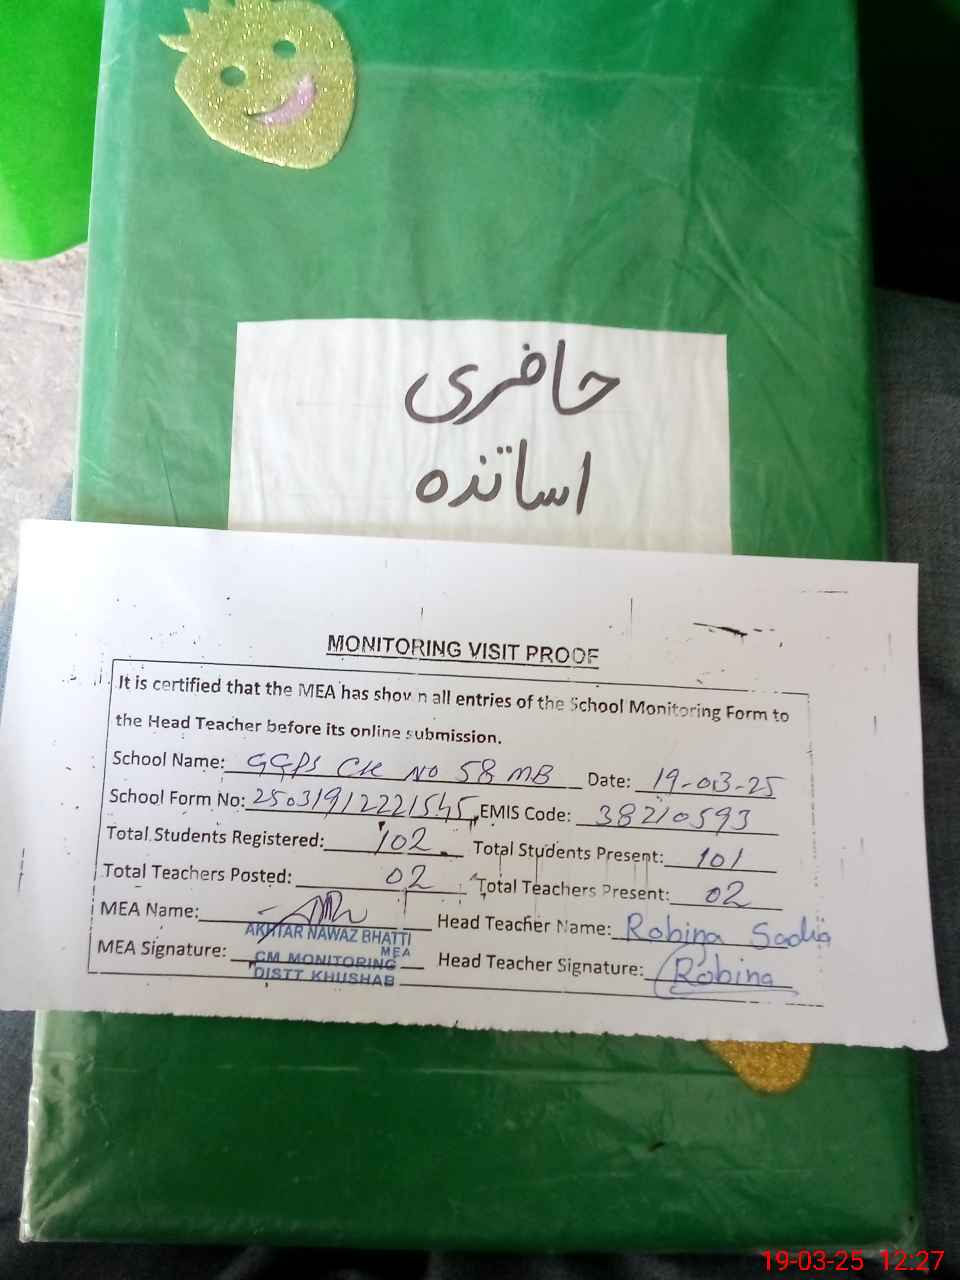 حاضری
اساتذہ
MONITORING VISIT PROOF
It is certified that the MEA has shown all entries of the School Monitoring Form to
the Head Teacher before its online submission.
School Name: GGPS Ck No 58 MB Date: 19-03-25
School Form No: 25031912221545 EMIS Code: 38210593
Total Students Registered: 102 Total Students Present: 101
Total Teachers Posted: 02 Total Teachers Present: 02
MEA Name: Head Teacher Name: Robina Sadia
AKHTAR NAWAZ BHATTI
MEA
MEA Signature: CM MONITORING Head Teacher Signature: Robina
DISTT KHUSHAB
19-03-25 12:27